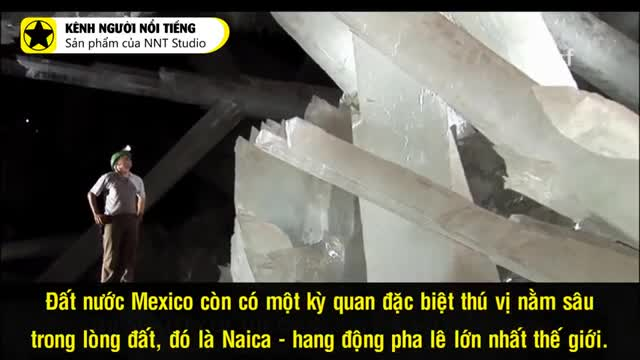 KÊNH NGƯỜI NỔI TIẾNG
Sản phẩm của NNT Studio
Đất nước Mexico còn có một kỳ quan đặc biệt thú vị nằm sâu
trong lòng đất, đó là Naica - hang động pha lê lớn nhất thế giới.